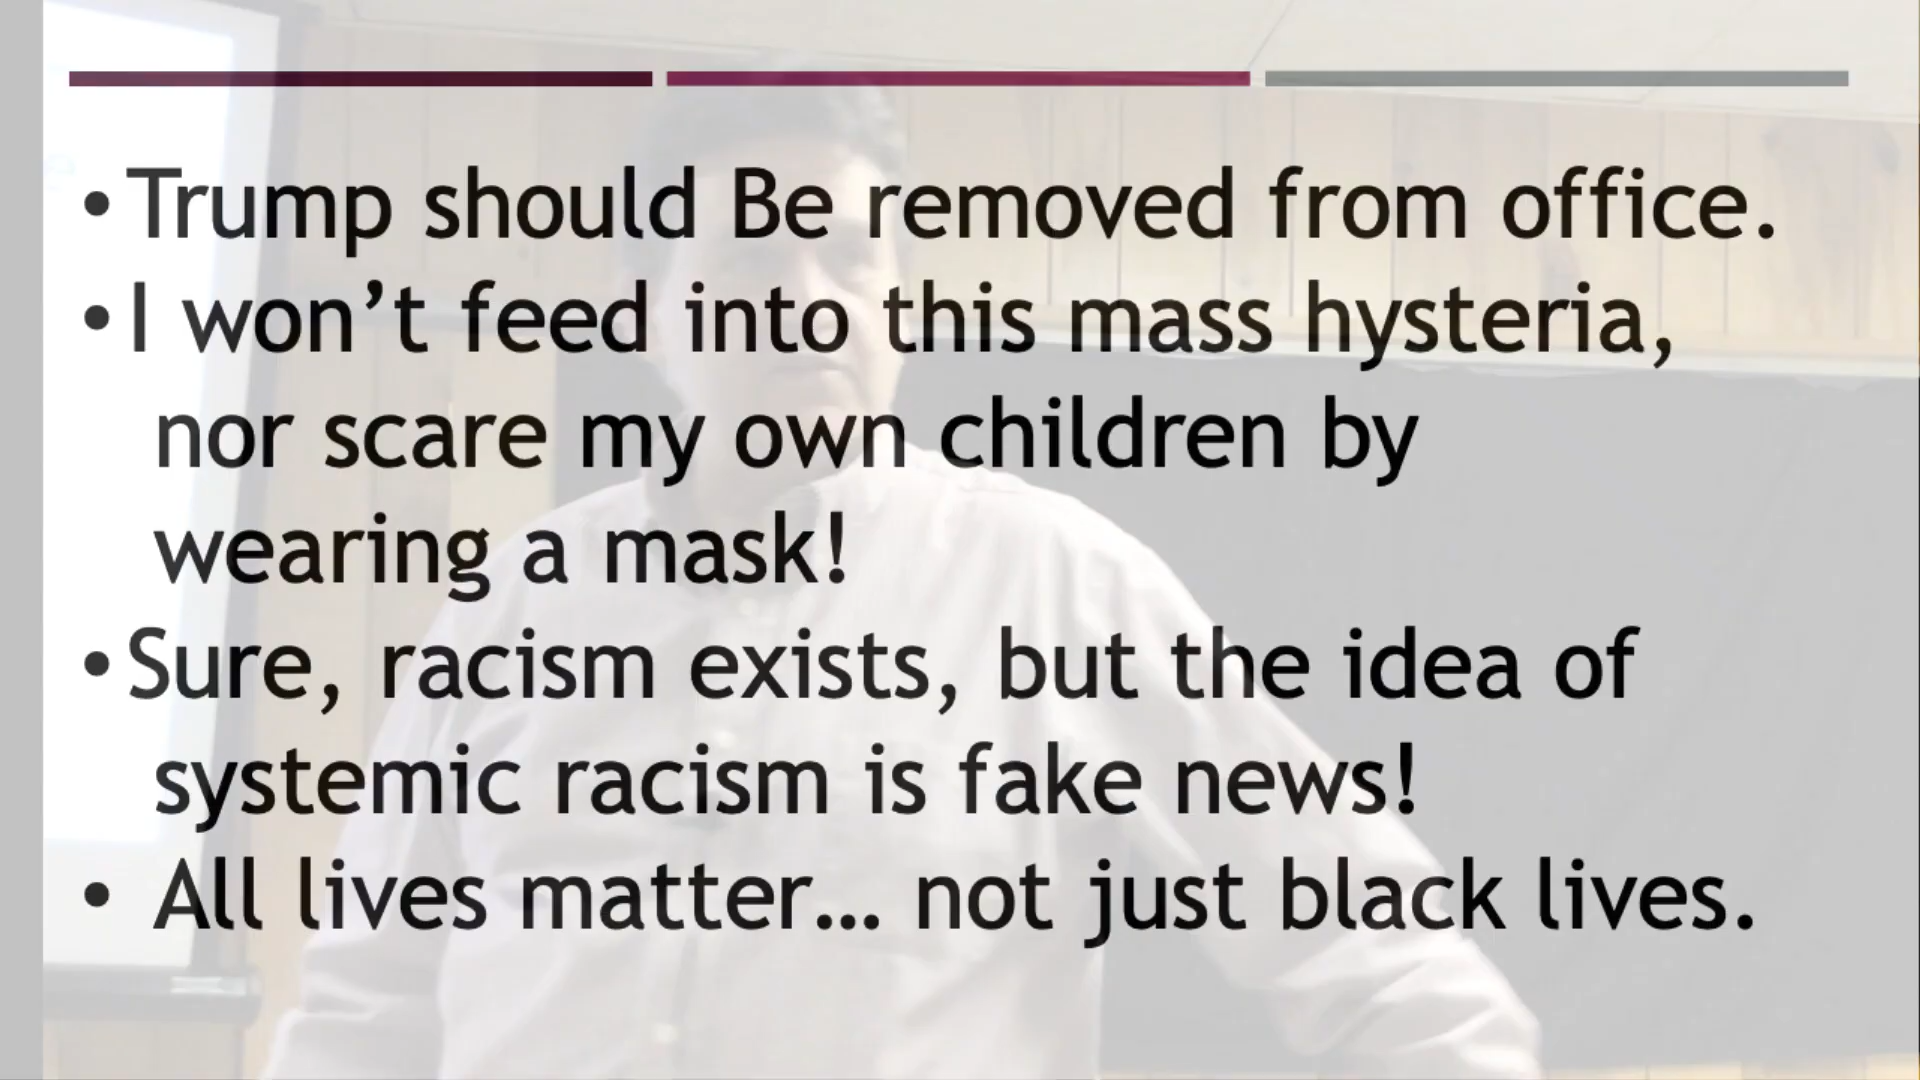 • Trump should Be removed from office.
• I won’t feed into this mass hysteria,
nor scare my own children by
wearing a mask!
• Sure, racism exists, but the idea of
systemic racism is fake news!
• All lives matter… not just black lives.